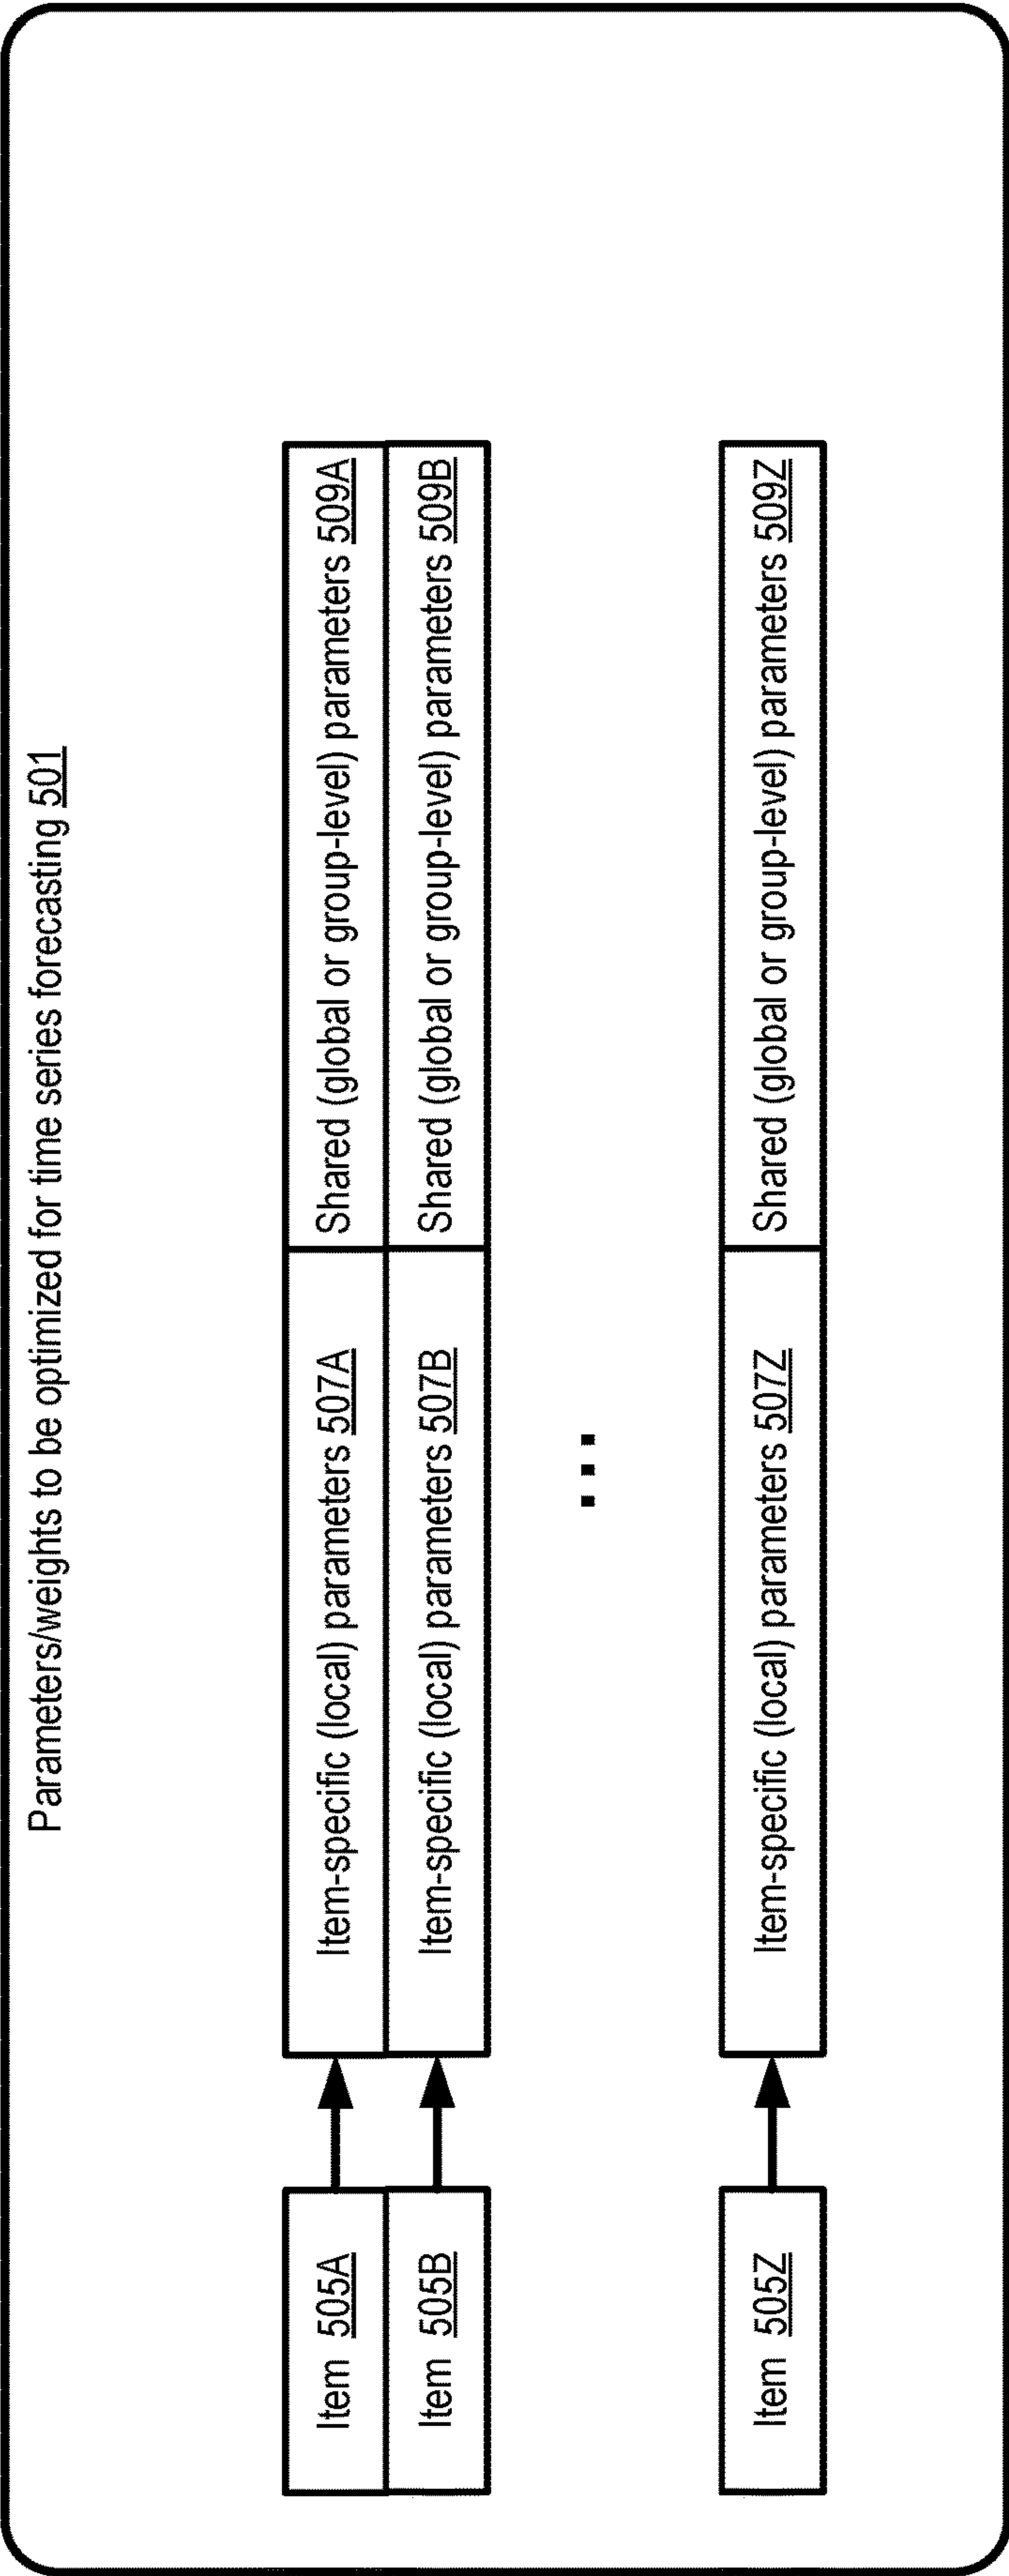 Parameters/weights to be optimized for time series forecasting 501
Item 505A Item-specific (local) parameters 507A Shared (global or group-level) parameters 509A
Item 505B Item-specific (local) parameters 507B Shared (global or group-level) parameters 509B
...
Item 505Z Item-specific (local) parameters 507Z Shared (global or group-level) parameters 509Z